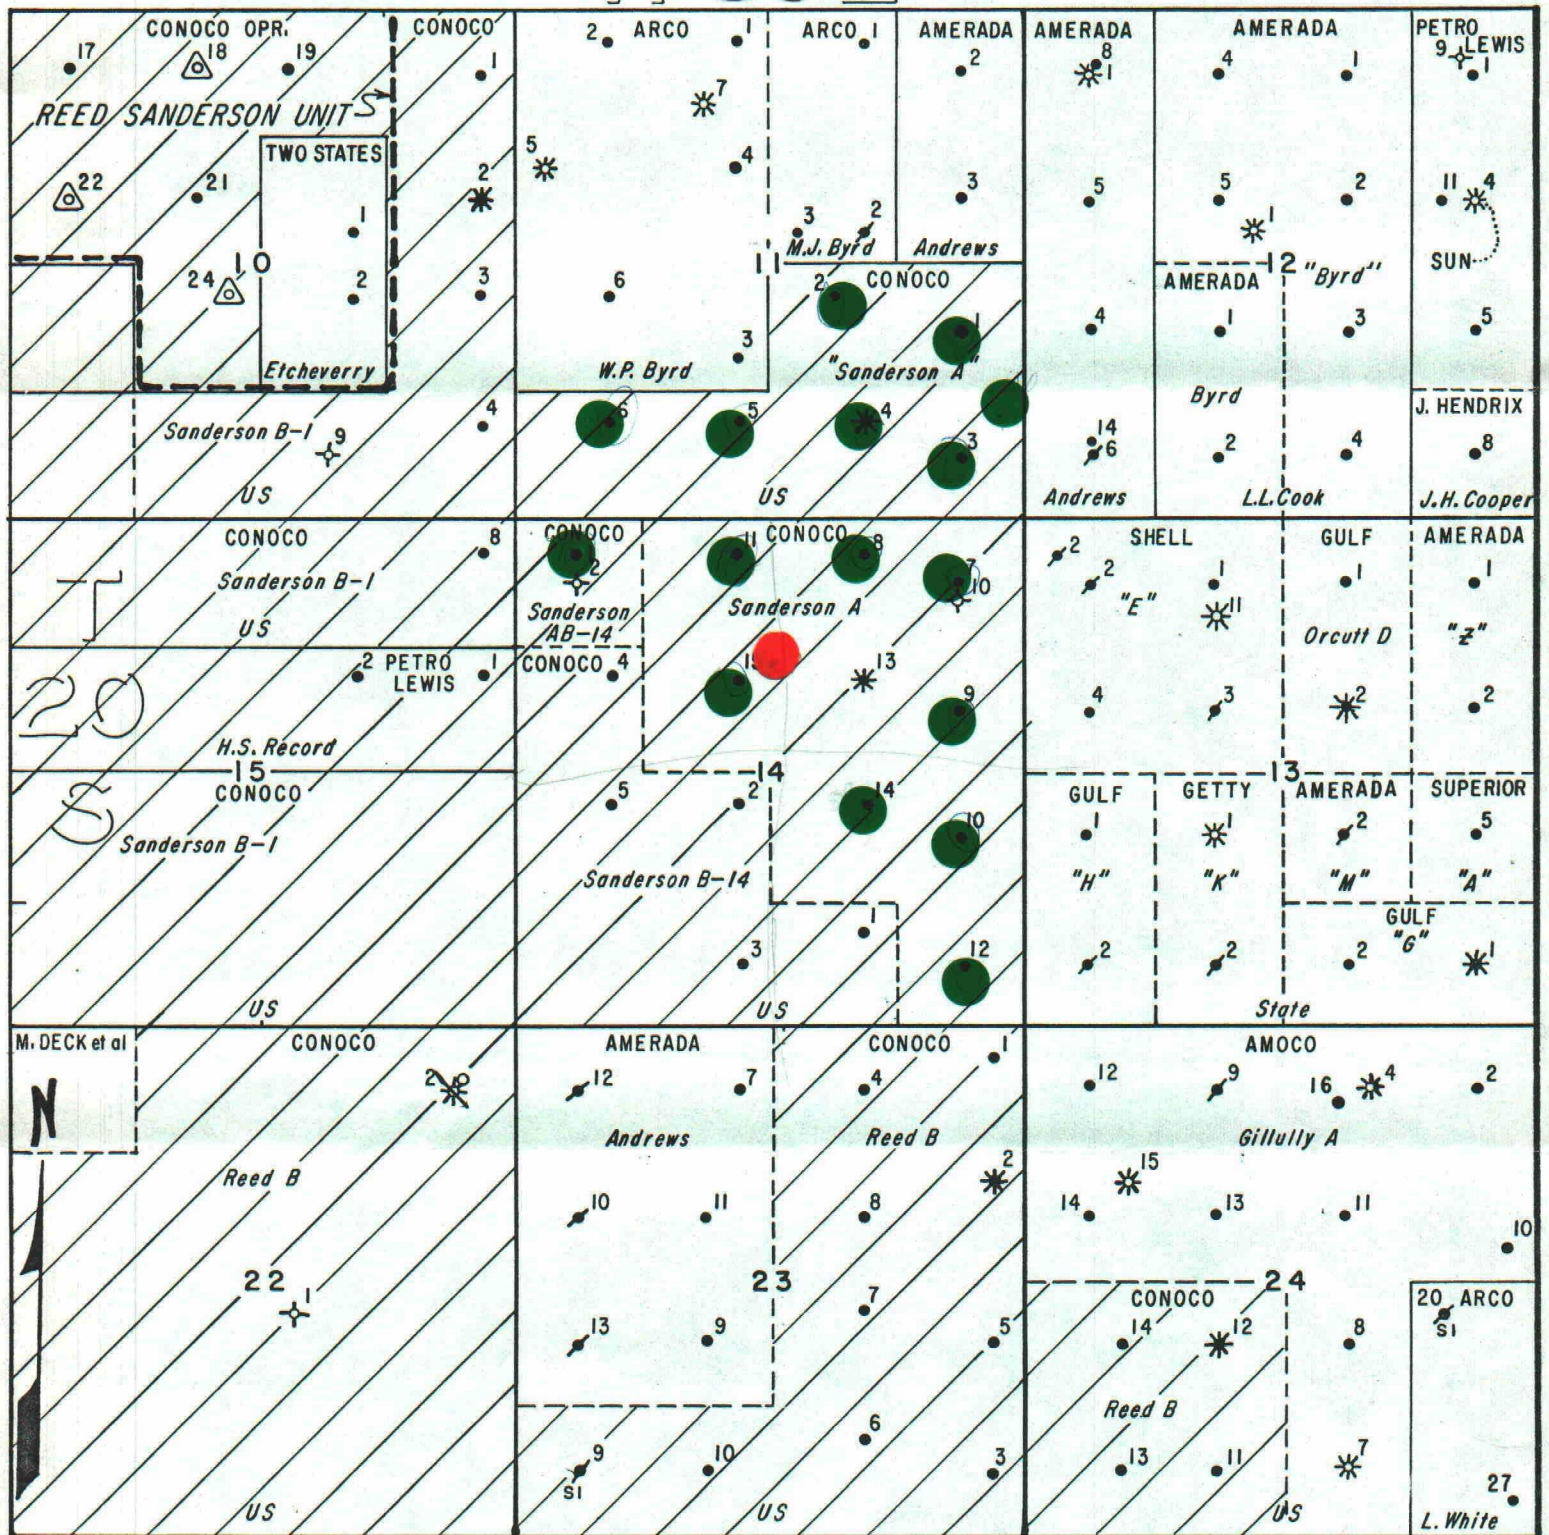 CONOCO OPR.
17 18 19
REED SANDERSON UNIT
TWO STATES
22 21
1
24 10 2
Etcheverry
CONOCO
1
2
3
4
Sanderson B-1
9
US
ARCO
2 1
7
5
4
6
3
W.P. Byrd
ARCO 1
3 2
M.J. Byrd
AMERADA
2
3
Andrews
11
CONOCO
2
1
"Sanderson A"
6 5 4
3
US
AMERADA
8
1
5
4
14
6
Andrews
AMERADA
4 1
5 2
1
12 "Byrd"
AMERADA
1 3
Byrd
2 4
L.L. Cook
PETRO
LEWIS
9
1
11 4
SUN
5
J. HENDRIX
8
J.H. Cooper
T
20
S
CONOCO
8
Sanderson B-1
US
2 PETRO
LEWIS
1
H.S. Record
15
CONOCO
Sanderson B-1
US
CONOCO
2
Sanderson
AB-14
CONOCO
11 8
7
10
Sanderson A
CONOCO 4
13
9
14
5 2
14
10
Sanderson B-14
1
3
12
US
SHELL
2
2 1
"E"
11
4 3
GULF
1
Orcutt D
2
AMERADA
1
"Z"
2
13
GULF
1
"H"
2
GETTY
1
"K"
2
AMERADA
2
"M"
SUPERIOR
5
"A"
GULF
"G"
2 1
State
M. DECK et al
N
CONOCO
2
Reed B
22
1
US
AMERADA
12 7
Andrews
10 11
13 9
23
CONOCO
1
4
Reed B
2
8
7
5
6
3
9
SI
10
US
AMOCO
12 9
16 4 2
Gillully A
15
14 13 11
10
24
CONOCO
14 12
Reed B
13 11
8
7
US
20 ARCO
SI
27
L. White